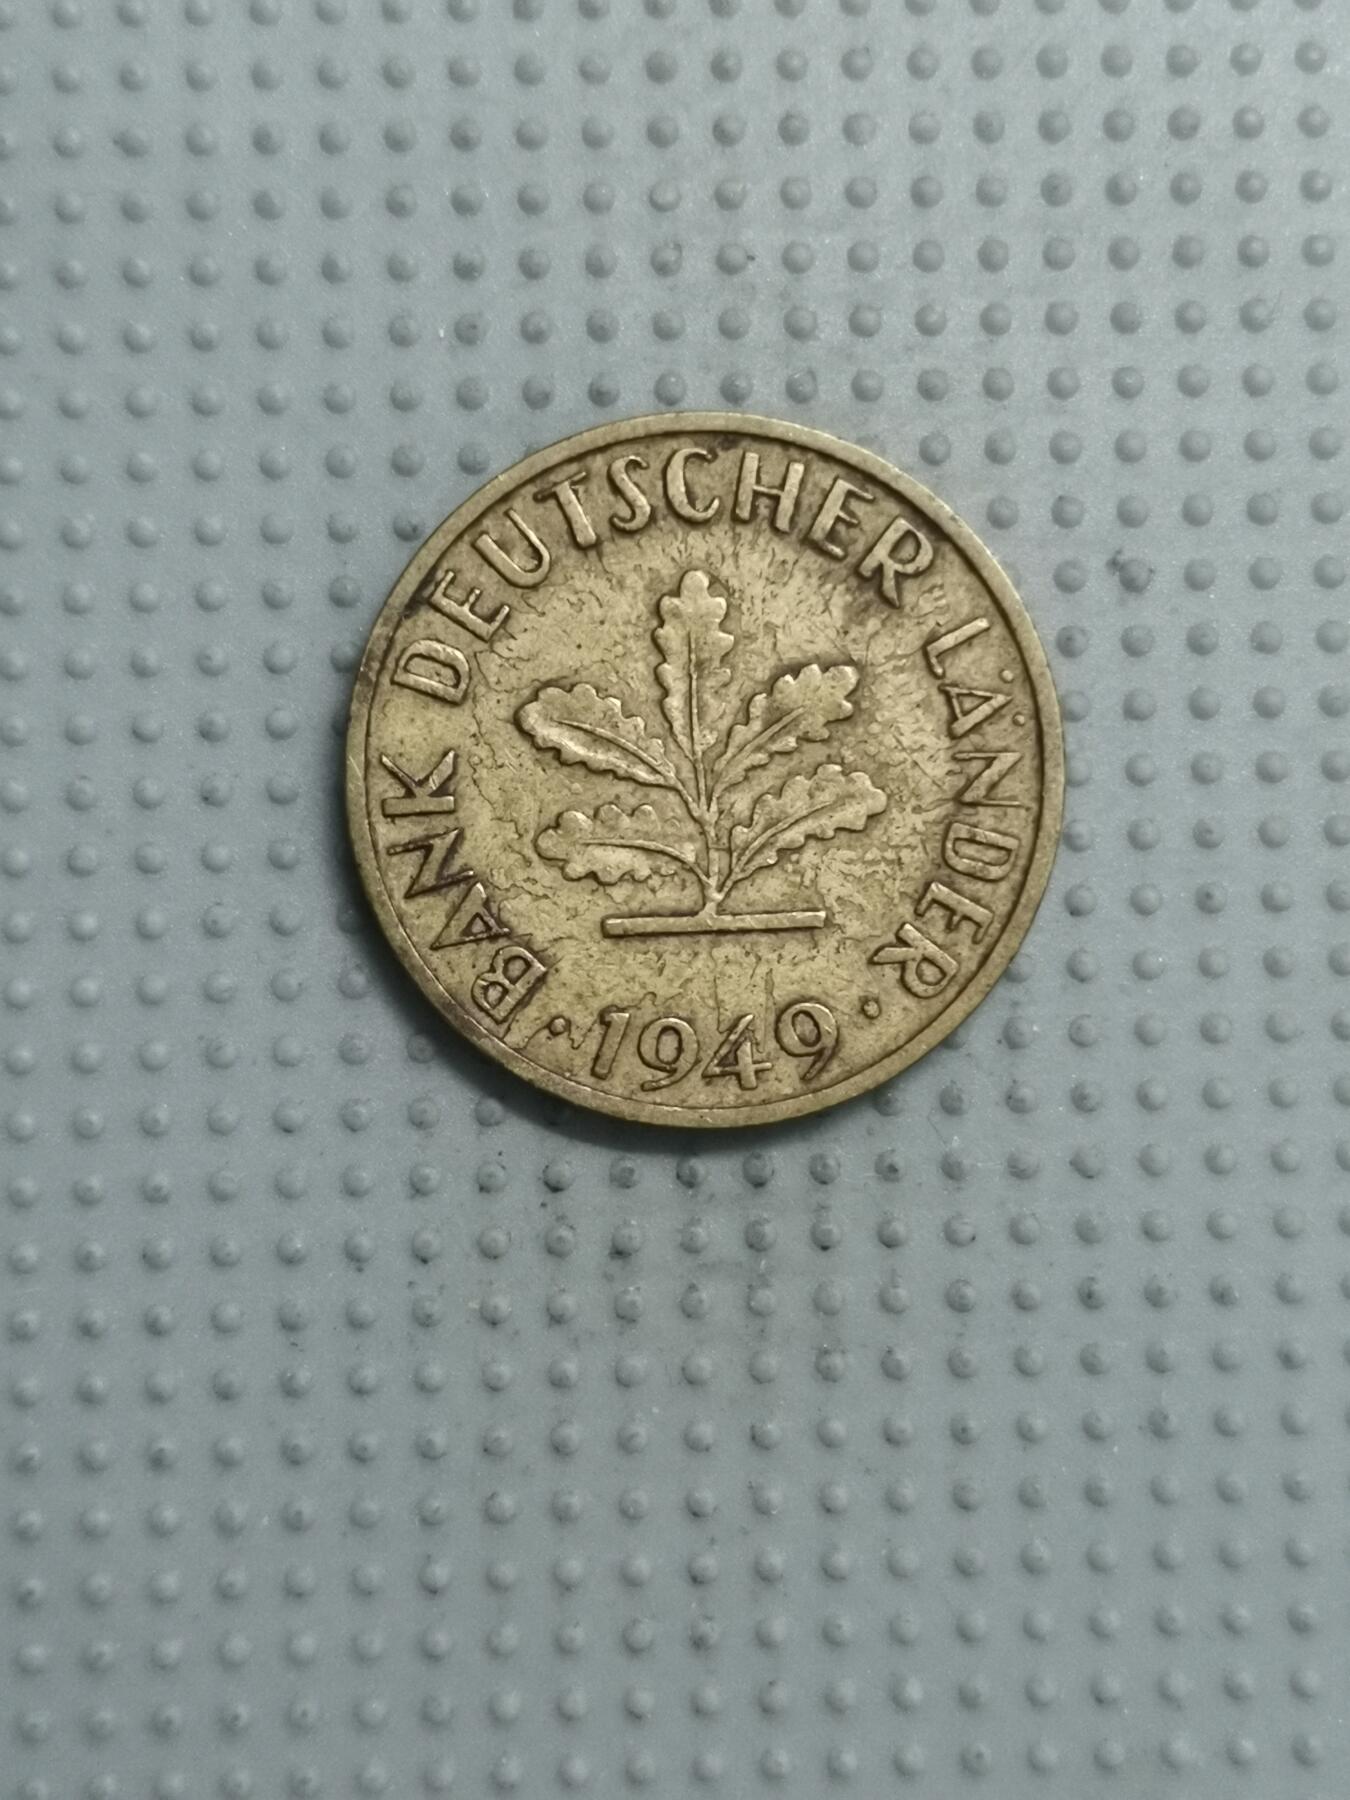 BANK DEUTSCHER LÄNDER
· 1949 ·